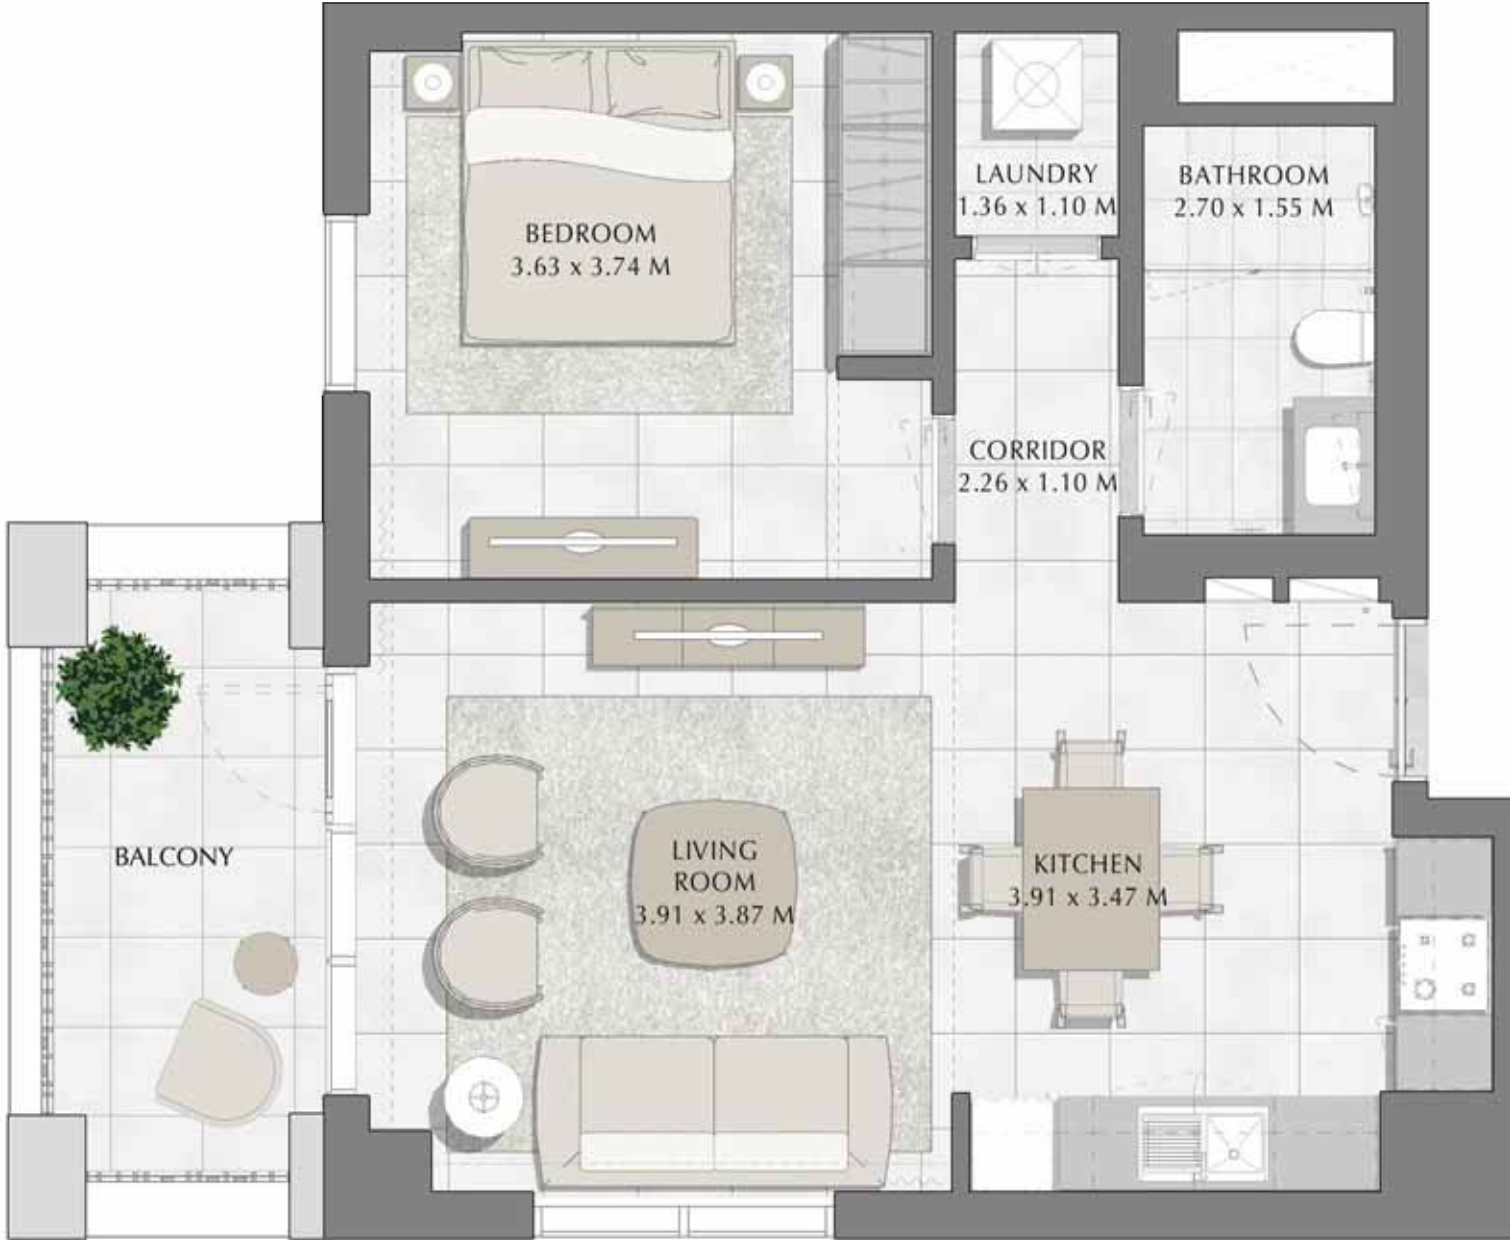 LAUNDRY
1.36 x 1.10 M
BATHROOM
2.70 x 1.55 M
BEDROOM
3.63 x 3.74 M
CORRIDOR
2.26 x 1.10 M
BALCONY
LIVING
ROOM
3.91 x 3.87 M
KITCHEN
3.91 x 3.47 M